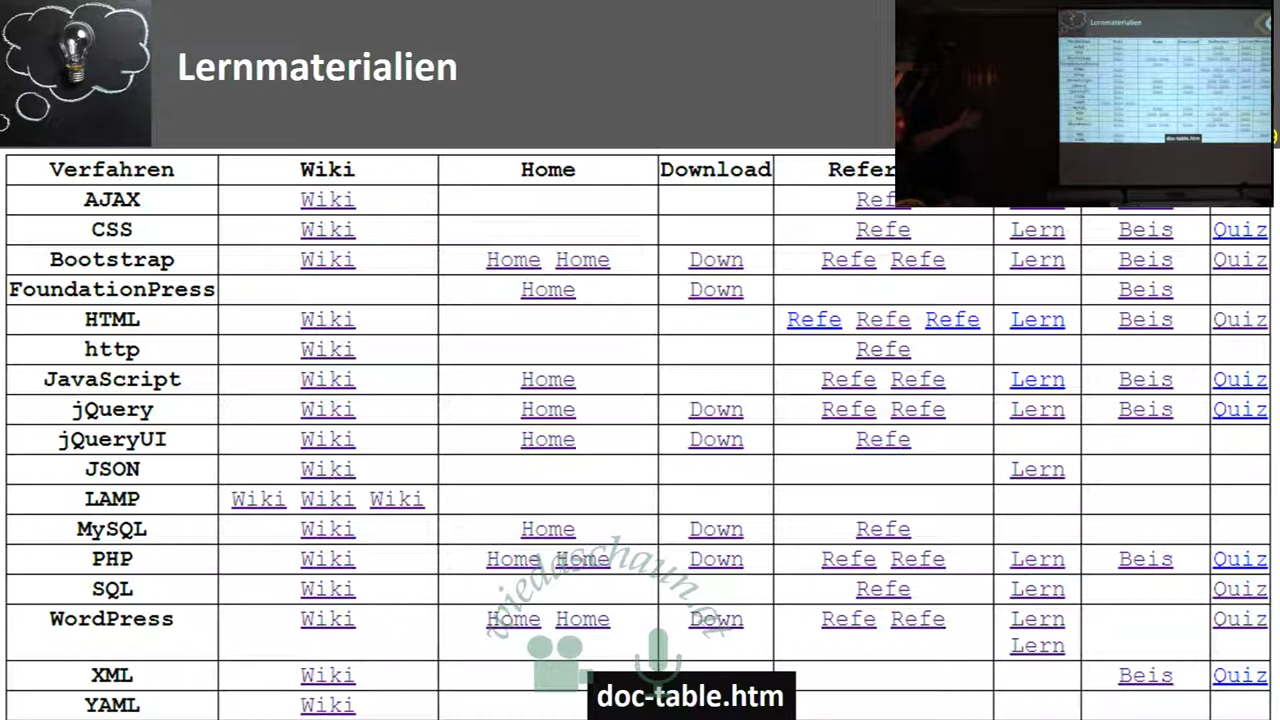 Lernmaterialien
Lernmaterialien
doc-table.htm
Verfahren Wiki Home Download Refer
AJAX Wiki Ref
CSS Wiki Refe Lern Beis Quiz
Bootstrap Wiki Home Home Down Refe Refe Lern Beis Quiz
FoundationPress Home Down Beis
HTML Wiki Refe Refe Refe Lern Beis Quiz
http Wiki Refe
JavaScript Wiki Home Refe Refe Lern Beis Quiz
jQuery Wiki Home Down Refe Refe Lern Beis Quiz
jQueryUI Wiki Home Down Refe
JSON Wiki Lern
LAMP Wiki Wiki Wiki
MySQL Wiki Home Down Refe
PHP Wiki Home Home Down Refe Refe Lern Beis Quiz
SQL Wiki Refe Lern Quiz
WordPress Wiki Home Home Down Refe Refe Lern Quiz
Lern
XML Wiki Beis Quiz
YAML Wiki
wiedaschaun.at
doc-table.htm